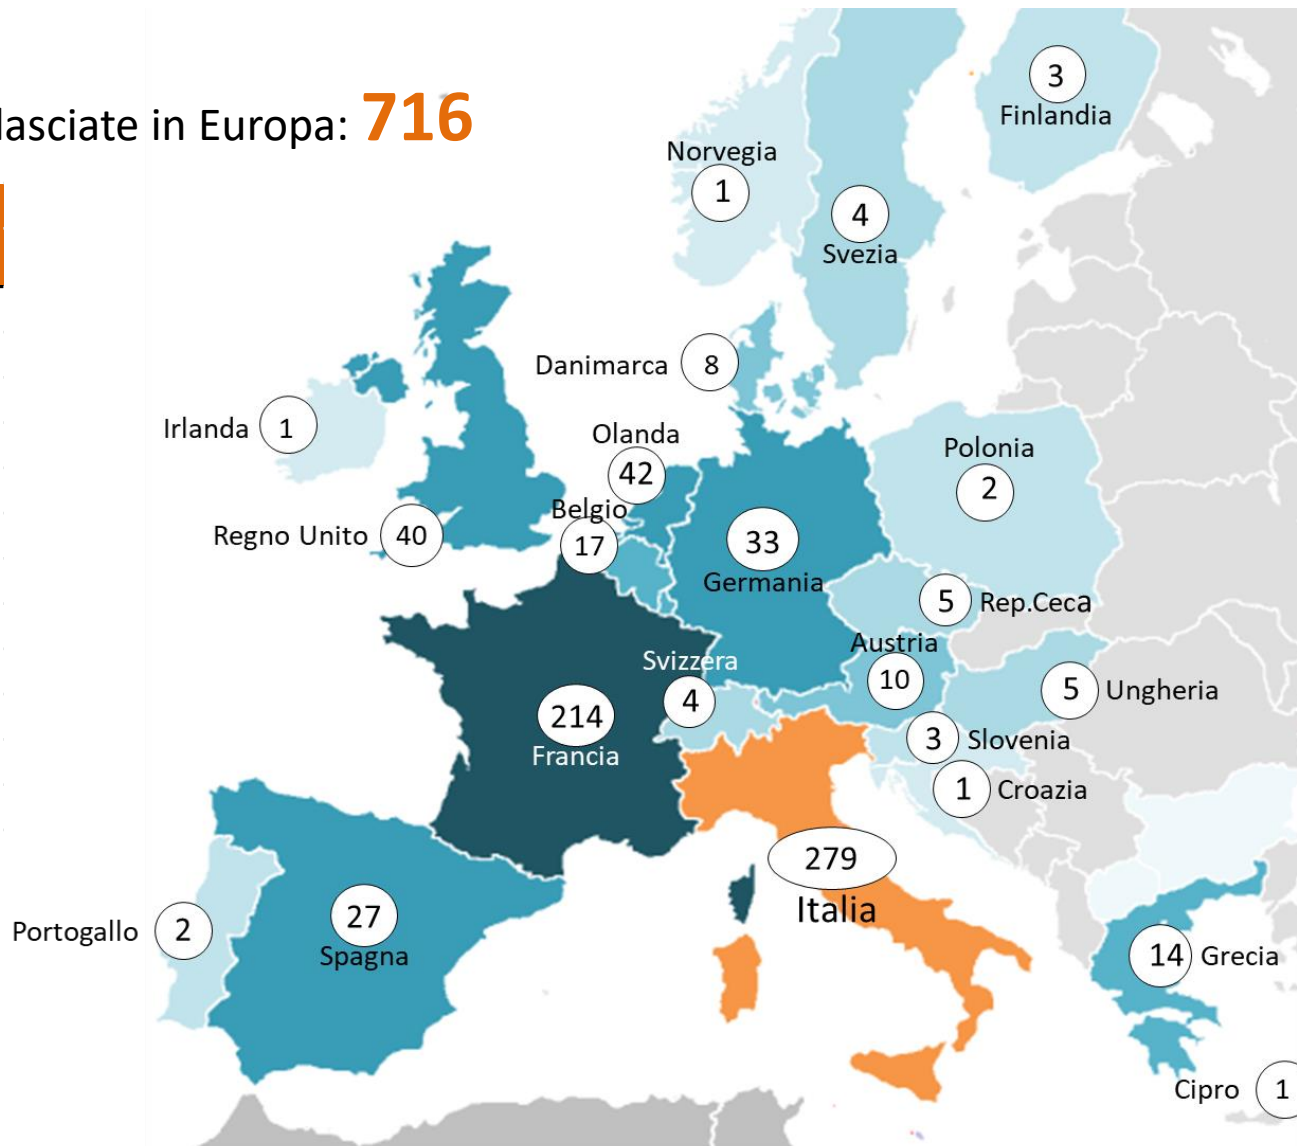 lasciate in Europa: 716
3
Finlandia
Norvegia
1
4
Svezia
Danimarca 8
Irlanda 1
Olanda
42
Polonia
2
Belgio
17
Regno Unito 40
33
Germania
5 Rep.Ceca
Austria
10
Svizzera
4
5 Ungheria
214
Francia
3 Slovenia
1 Croazia
279
Italia
27
Spagna
Portogallo 2
14 Grecia
Cipro 1